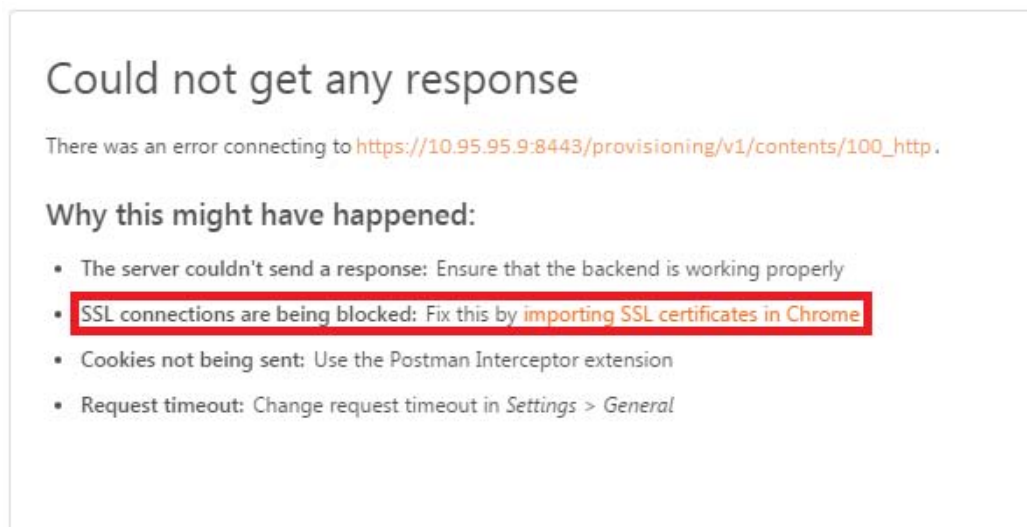 Could not get any response
There was an error connecting to https://10.95.95.9:8443/provisioning/v1/contents/100_http.
Why this might have happened:
• The server couldn't send a response: Ensure that the backend is working properly
• SSL connections are being blocked: Fix this by importing SSL certificates in Chrome
• Cookies not being sent: Use the Postman Interceptor extension
• Request timeout: Change request timeout in Settings > General